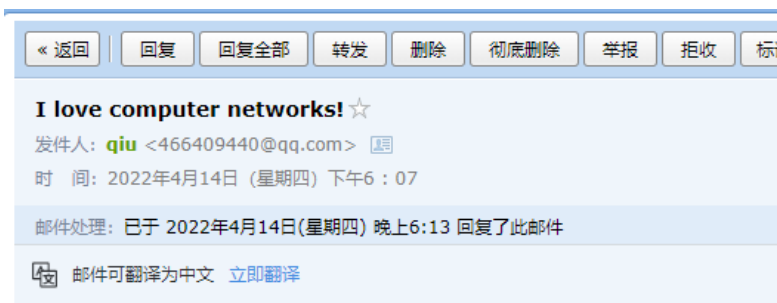 « 返回 回复 回复全部 转发 删除 彻底删除 举报 拒收
I love computer networks!
发件人: qiu <466409440@qq.com>
时 间: 2022年4月14日 (星期四) 下午6:07
邮件处理: 已于 2022年4月14日(星期四) 晚上6:13 回复了此邮件
邮件可翻译为中文 立即翻译